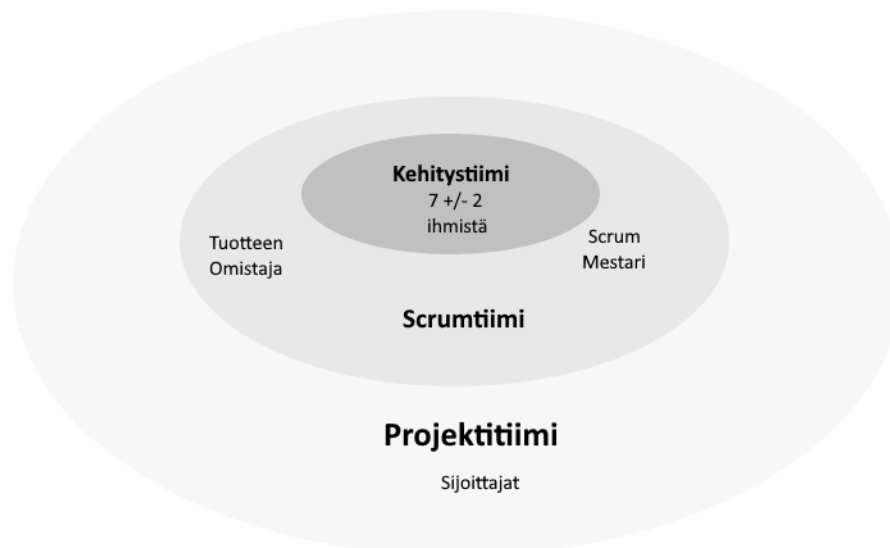 Kehitystiimi
7 +/- 2
ihmistä
Tuotteen
Omistaja
Scrum
Mestari
Scrumtiimi
Projektitiimi
Sijoittajat